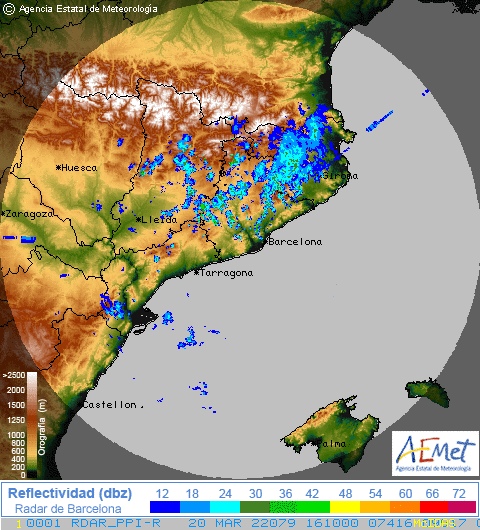 © Agencia Estatal de Meteorología
*Huesca
*Girona
*Zaragoza
*Lleida
*Barcelona
*Tarragona
>2500
2000
1500
1250
1000
800
600
400
200
0
Orografía (m)
Castellon
Palma
AEMet
Agencia Estatal de Meteorología
Reflectividad (dbz)
Radar de Barcelona
12 18 24 30 36 42 48 54 60 66 72
1 0001 RDAR_PPI-R 20 MAR 22079 161000